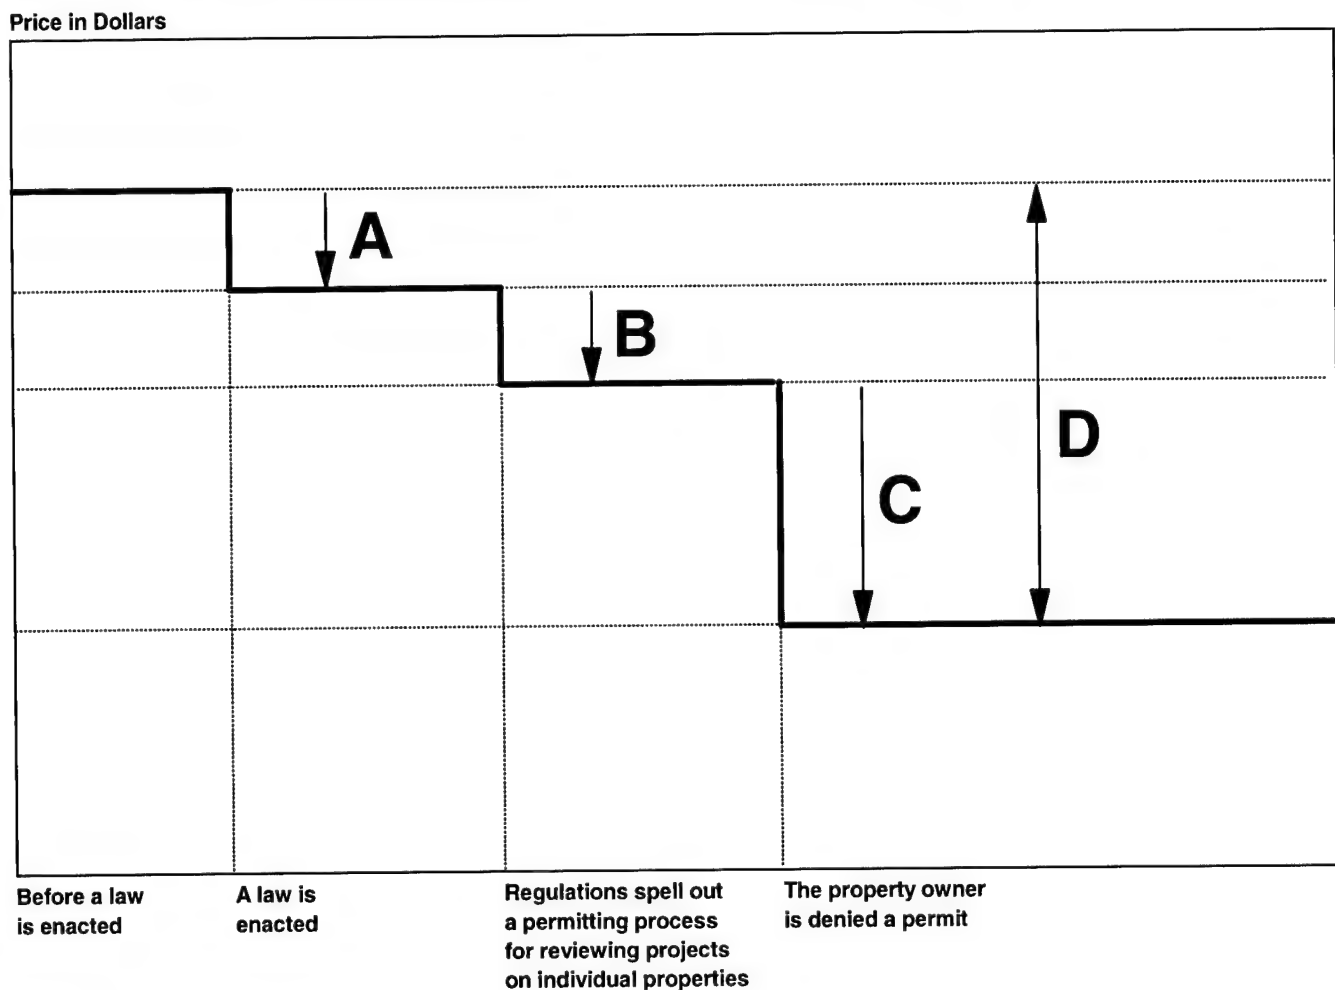 Price in Dollars
A
B
C
D
Before a law
is enacted
A law is
enacted
Regulations spell out
a permitting process
for reviewing projects
on individual properties
The property owner
is denied a permit